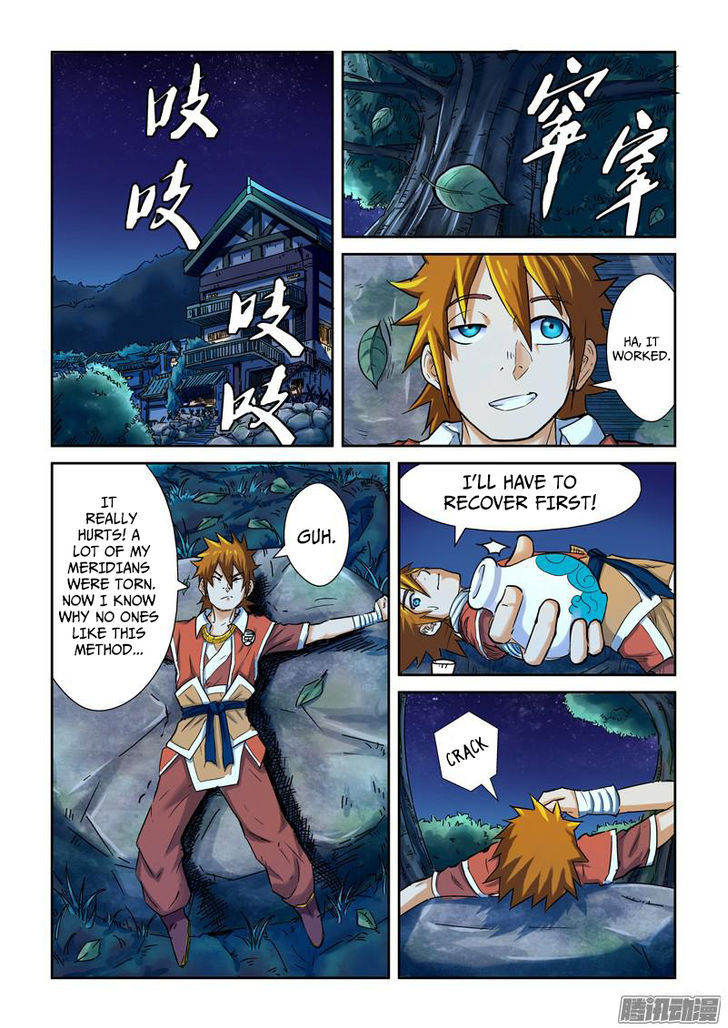 吱
吱
吱
吱
窣
窣
HA, IT
WORKED.
IT
REALLY
HURTS! A
LOT OF MY
MERIDIANS
WERE TORN.
NOW I KNOW
WHY NO ONES
LIKE THIS
METHOD...
GUH.
I'LL HAVE TO
RECOVER FIRST!
CRACK
腾讯动漫